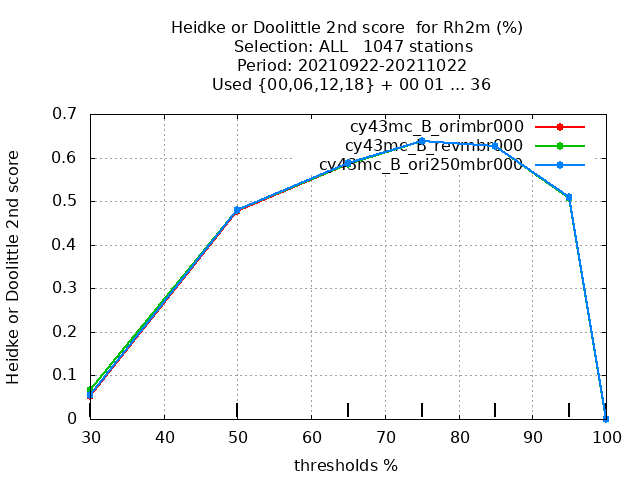 Heidke or Doolittle 2nd score  for Rh2m (%)
Selection: ALL   1047 stations
Period: 20210922-20211022
Used {00,06,12,18} + 00 01 ... 36
cy43mc_B_orimbr000
cy43mc_B_revmbr000
cy43mc_B_ori250mbr000
Heidke or Doolittle 2nd score
0.7
0.6
0.5
0.4
0.3
0.2
0.1
0
30 40 50 60 70 80 90 100
thresholds %